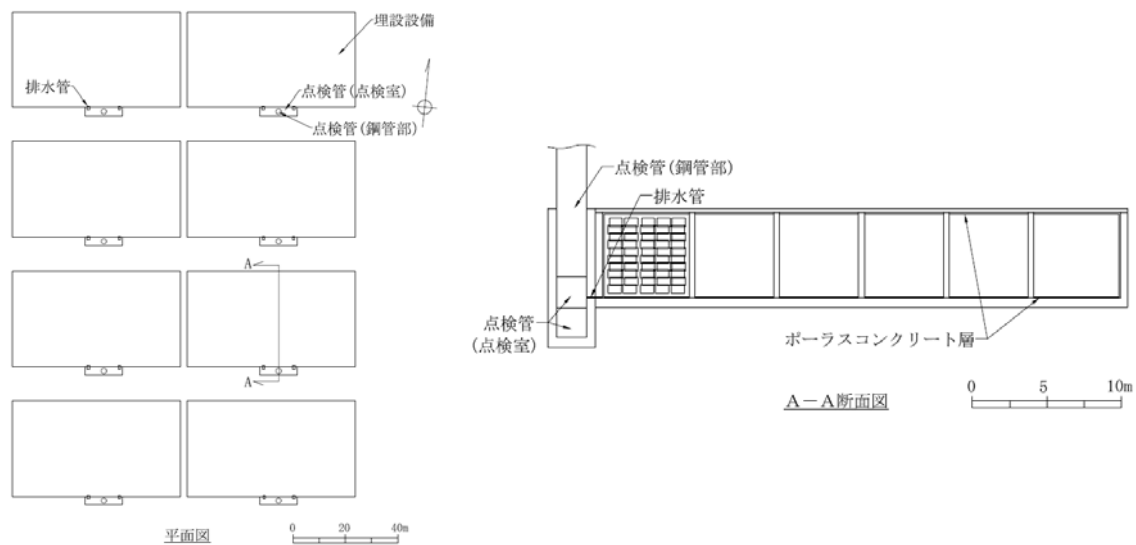 埋設設備
排水管
点検管(点検室)
点検管(鋼管部)
A
A
平面図
0 20 40m
点検管(鋼管部)
排水管
点検管
(点検室)
ポーラスコンクリート層
A－A断面図
0 5 10m